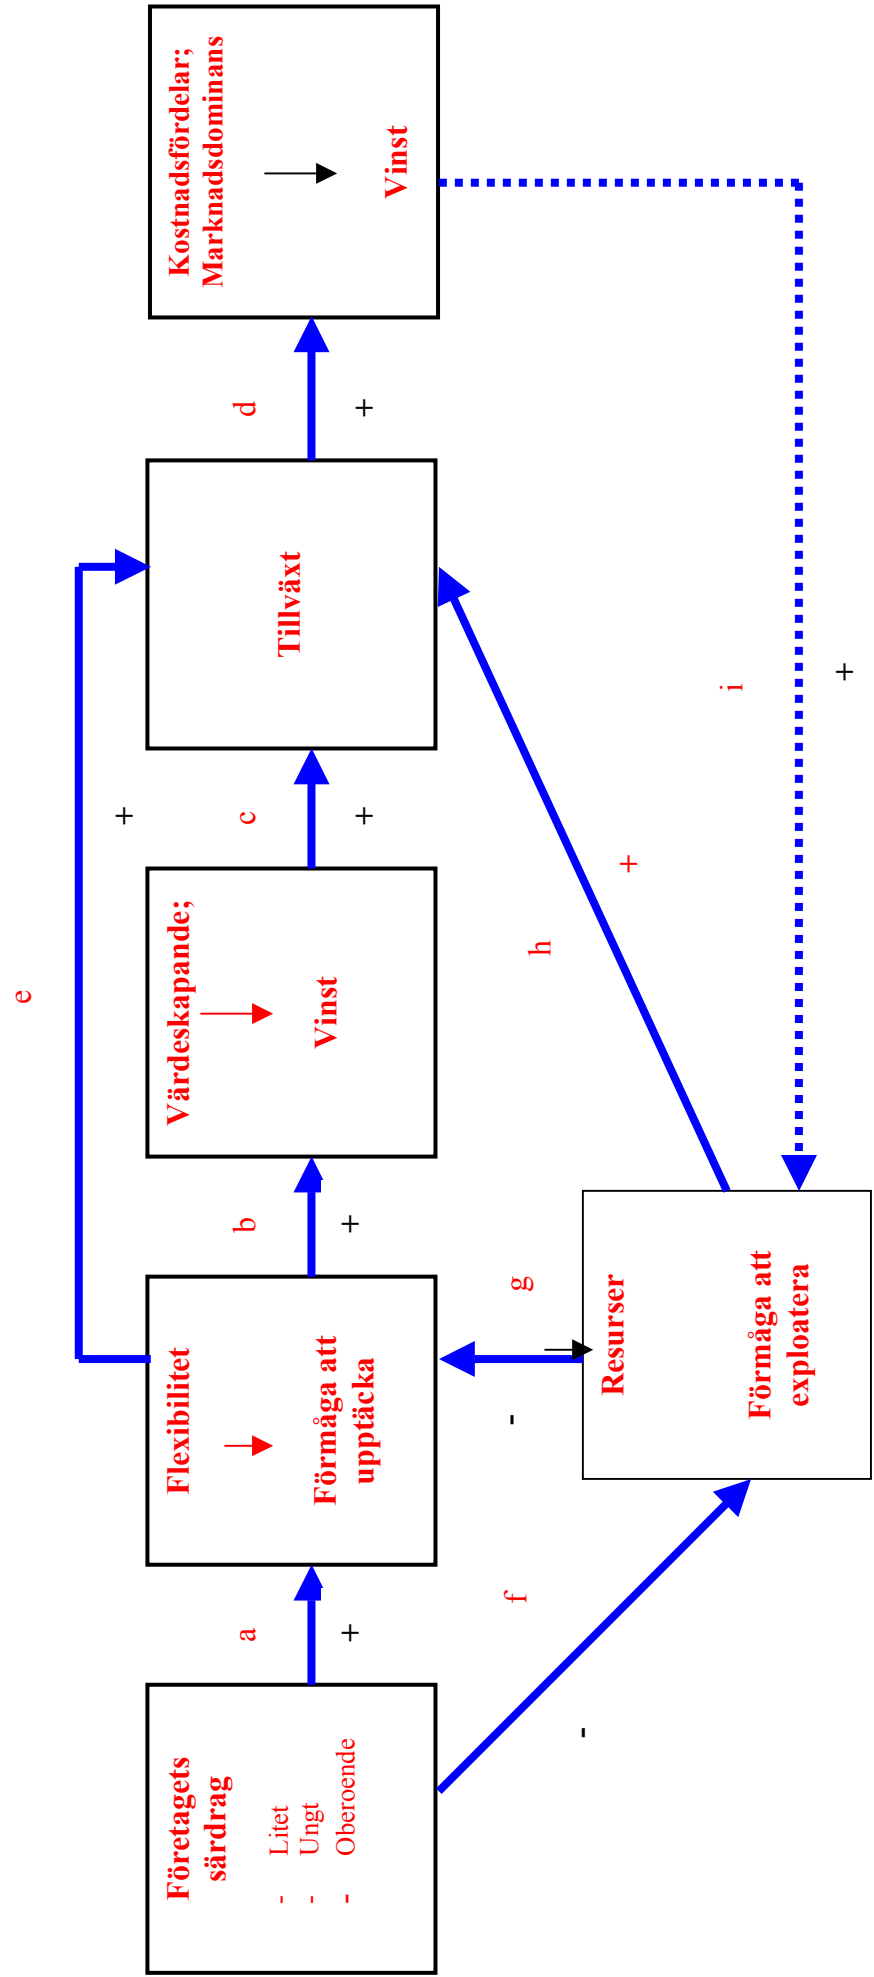 e
+
Företagets
särdrag
- Litet
- Ungt
- Oberoende
a
+
Flexibilitet
Förmåga att
upptäcka
b
+
Värdeskapande;
Vinst
c
+
Tillväxt
d
+
Kostnadsfördelar;
Marknadsdominans
Vinst
f
-
g
-
Resurser
Förmåga att
exploatera
h
+
i
+